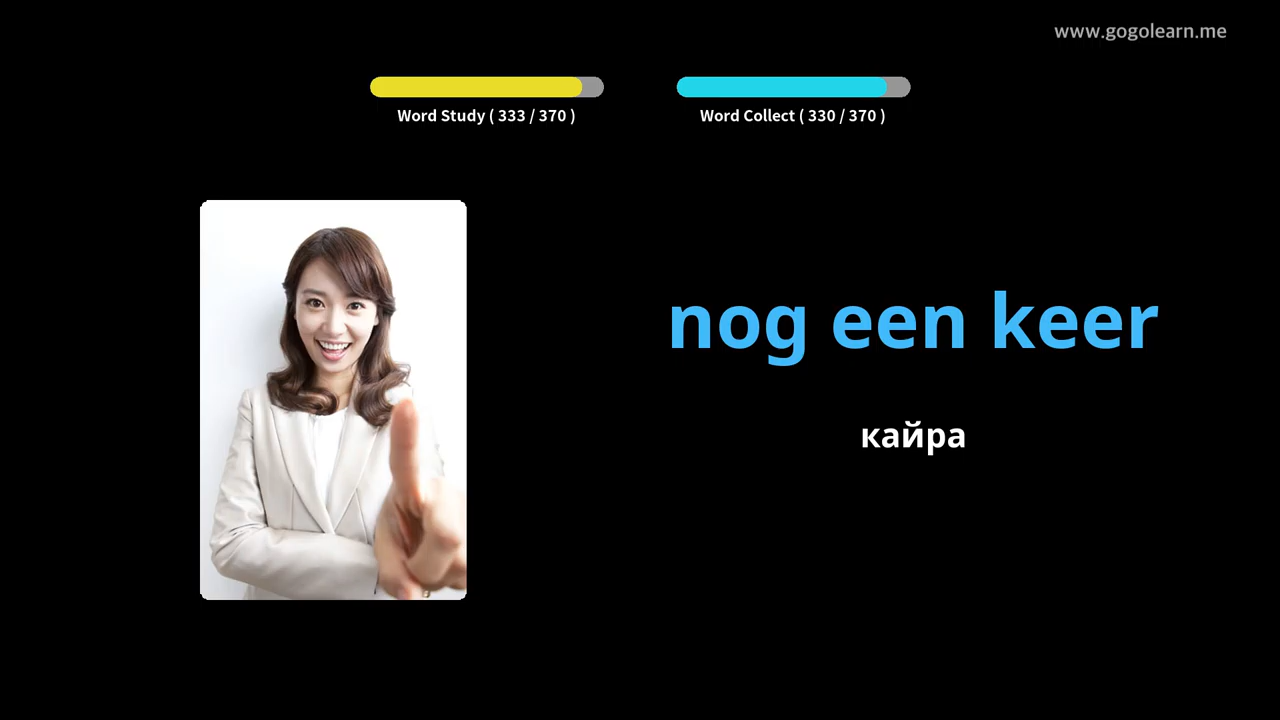 www.gogolearn.me
Word Study ( 333 / 370 )
Word Collect ( 330 / 370 )
nog een keer
кайра